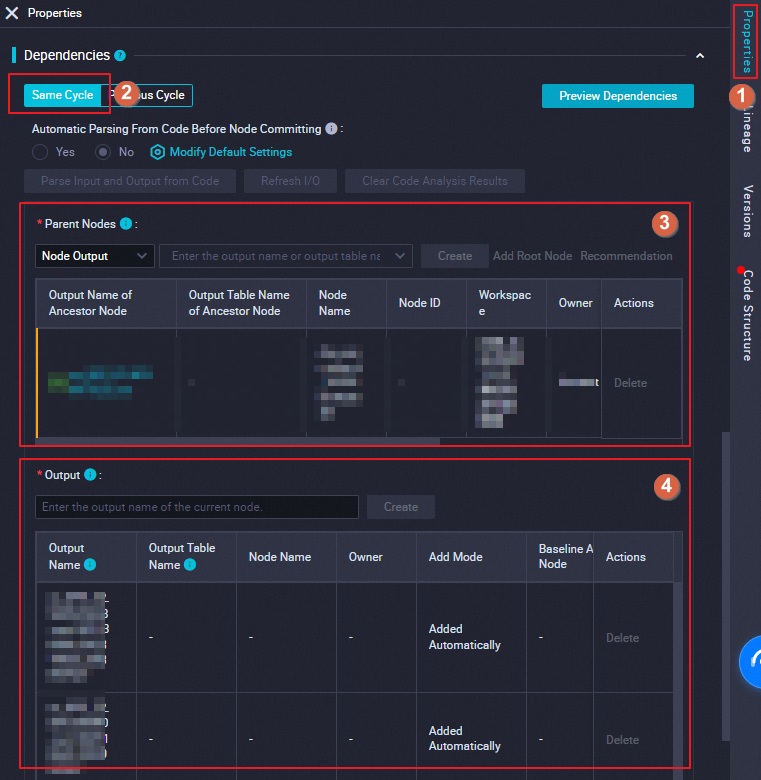 Properties
Properties
Dependencies
1
Same Cycle
2
us Cycle
Preview Dependencies
Lineage
Automatic Parsing From Code Before Node Committing :
Yes
No
Modify Default Settings
Parse Input and Output from Code
Refresh I/O
Clear Code Analysis Results
Versions
* Parent Nodes :
3
Node Output
Enter the output name or output table na
Create
Add Root Node
Recommendation
Code Structure
Output Name of
Ancestor Node
Output Table Name
of Ancestor Node
Node
Name
Node ID
Workspac
e
Owner
Actions
Delete
* Output :
4
Enter the output name of the current node.
Create
Output
Name
Output Table
Name
Node Name
Owner
Add Mode
Baseline A
Node
Actions
-
-
-
Added
Automatically
-
Delete
-
-
-
Added
Automatically
-
Delete